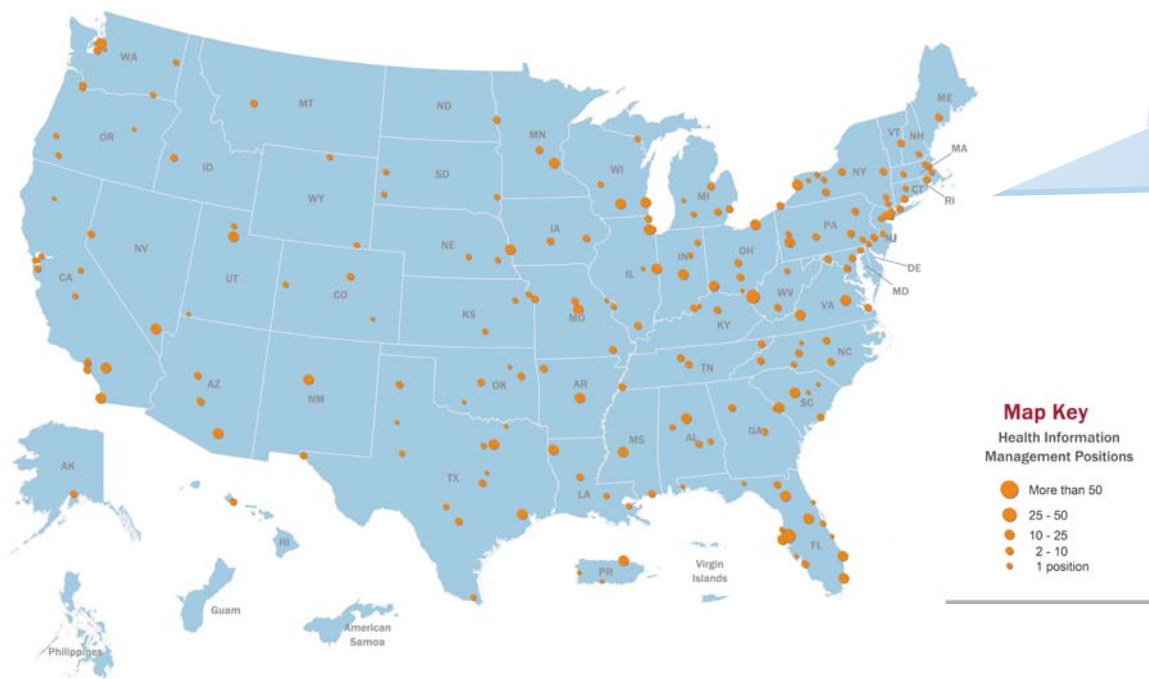 WA
MT
ND
MN
ME
VT
NH
MA
OR
ID
SD
WI
MI
NY
CT
RI
WY
IA
PA
NJ
NE
OH
DE
NV
UT
IL
IN
MD
CA
CO
WV
VA
KS
MO
KY
NC
TN
AZ
NM
OK
AR
SC
MS
AL
GA
AK
TX
LA
HI
FL
PR
Virgin
Islands
Guam
American
Samoa
Philippines
Map Key
Health Information
Management Positions
More than 50
25 - 50
10 - 25
2 - 10
1 position